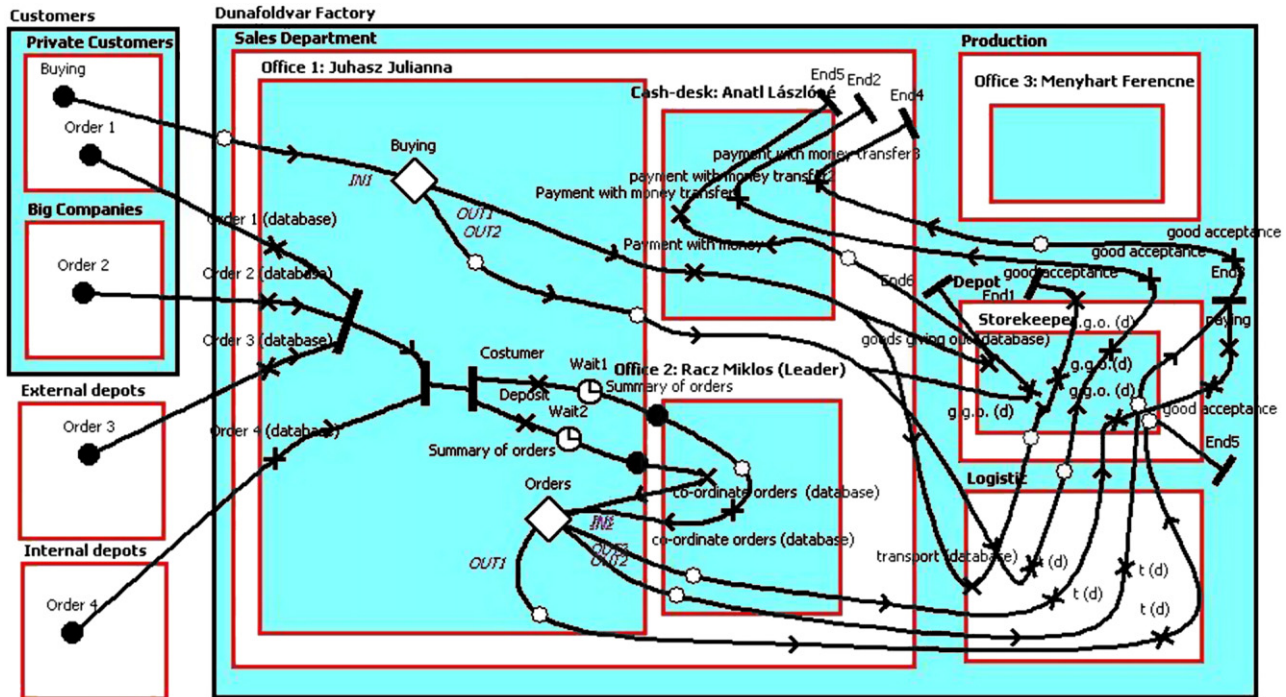 Customers
Dunafoldvar Factory
Private Customers
Sales Department
Production
Buying
Office 1: Juhasz Julianna
End5
End2
End4
Office 3: Menyhart Ferencne
Cash-desk: Anatl Lászlóné
Order 1
Buying
payment with money transfer3
IN1
payment with money transfer2
Payment with money transfer
Big Companies
Order 1 (database)
OUT1
OUT2
Payment with money
good acceptance
good acceptance
good acceptance
Order 2
Order 2 (database)
End6
Depot
End1
End3
Storekeeper
g.g.o. (d)
paying
Order 3 (database)
goods giving out (database)
Costumer
Wait1
Office 2: Racz Miklos (Leader)
Summary of orders
g.g.o.(d)
g.g.o. (d)
External depots
Deposit
Wait2
g.g.o. (d)
good acceptance
Order 3
Order 4 (database)
Summary of orders
End5
Logistic
Orders
co-ordinate orders (database)
IN2
co-ordinate orders (database)
Internal depots
OUT1
OUT2
transport (database)
t (d)
t (d)
t (d)
t (d)
Order 4